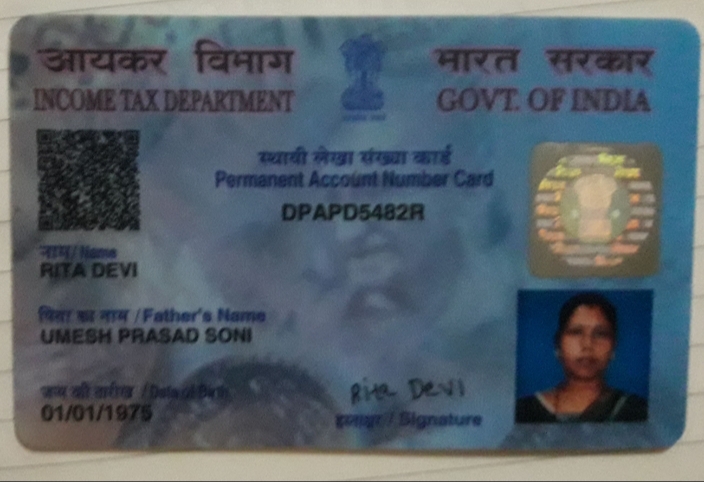 आयकर विभाग
INCOME TAX DEPARTMENT
भारत सरकार
GOVT. OF INDIA
स्थायी लेखा संख्या कार्ड
Permanent Account Number Card
DPAPD5482R
नाम/Name
RITA DEVI
पिता का नाम /Father's Name
UMESH PRASAD SONI
जन्म की तारीख /Date of Birth
01/01/1975
Rita Devi
हस्ताक्षर/Signature